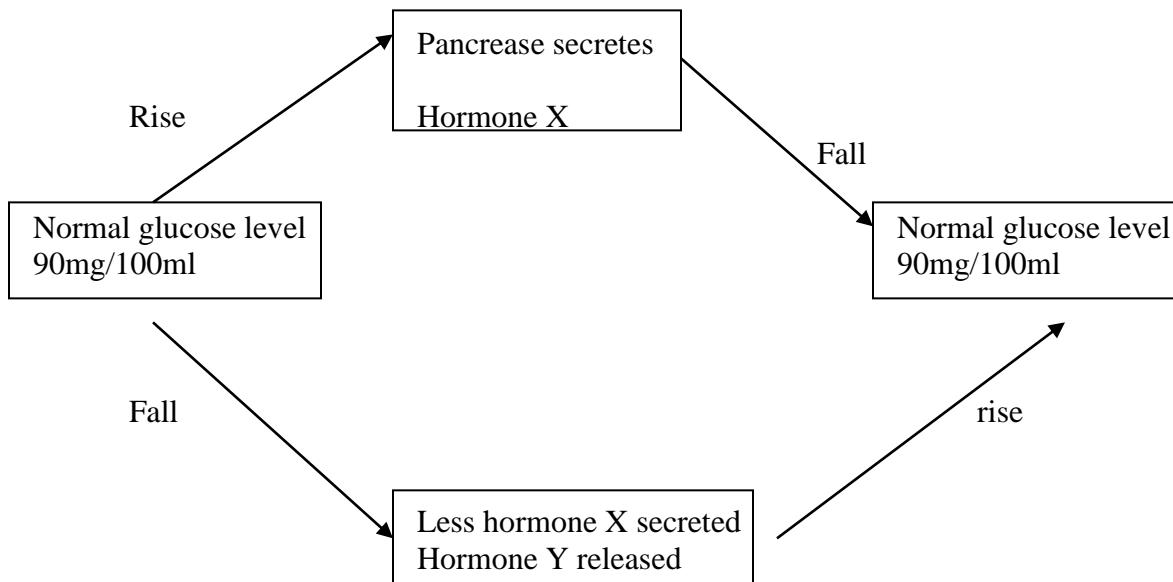 Pancrease secretes
Hormone X
Rise
Fall
Normal glucose level
90mg/100ml
Normal glucose level
90mg/100ml
Fall
rise
Less hormone X secreted
Hormone Y released